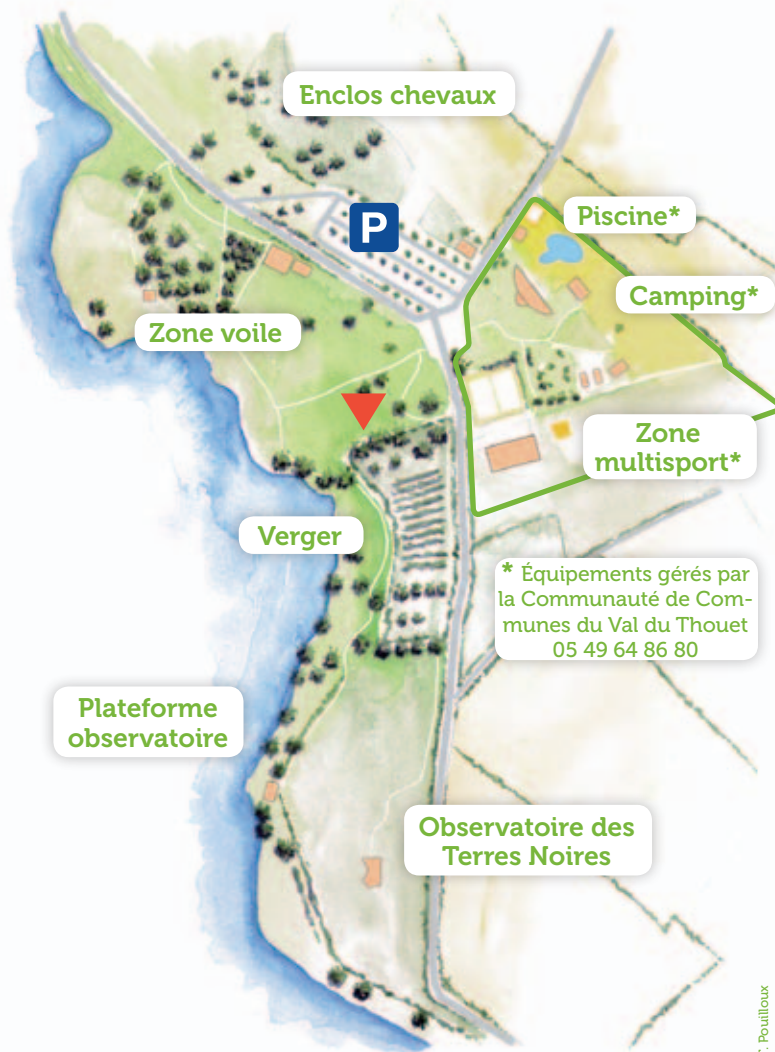 Enclos chevaux
P
Piscine*
Camping*
Zone voile
Zone
multisport*
Verger
* Équipements gérés par
la Communauté de Com-
munes du Val du Thouet
05 49 64 86 80
Plateforme
observatoire
Observatoire des
Terres Noires
Pouilloux